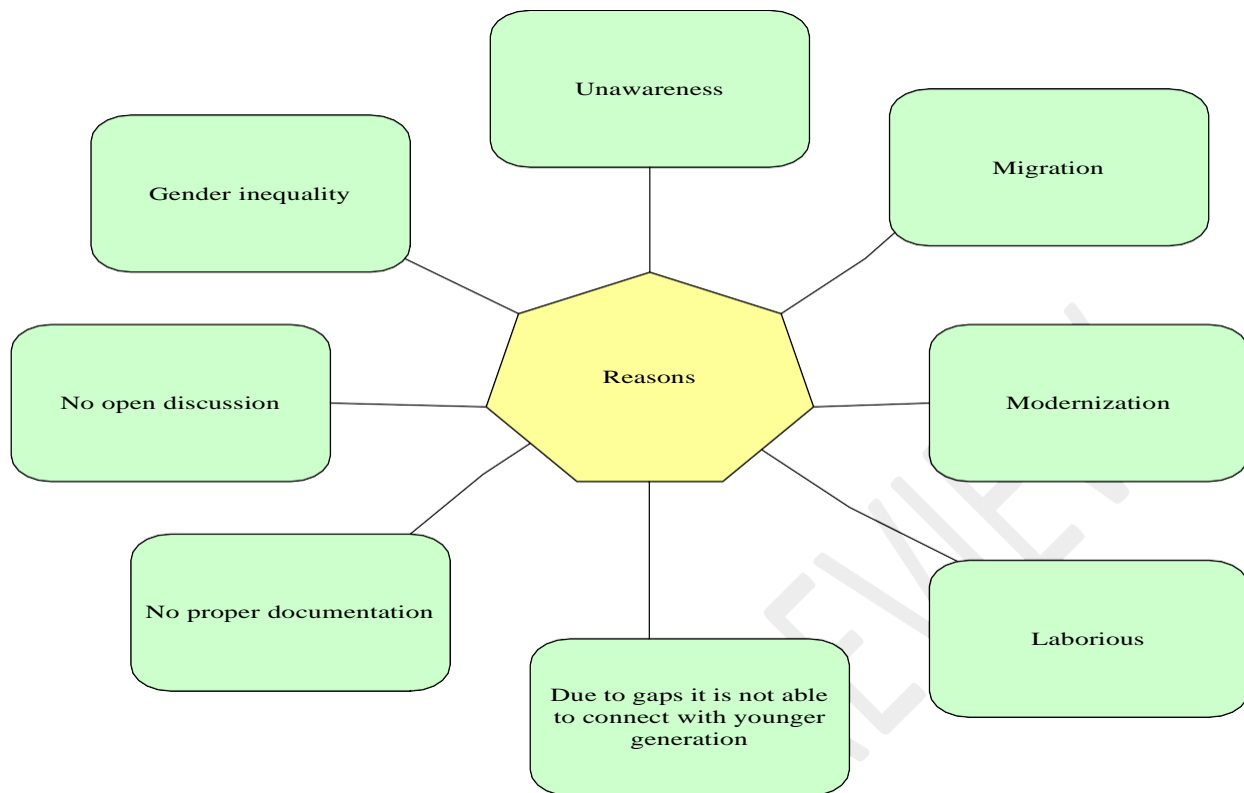 Unawareness
Migration
Gender inequality
Reasons
Modernization
No open discussion
No proper documentation
Laborious
Due to gaps it is not able
to connect with younger
generation